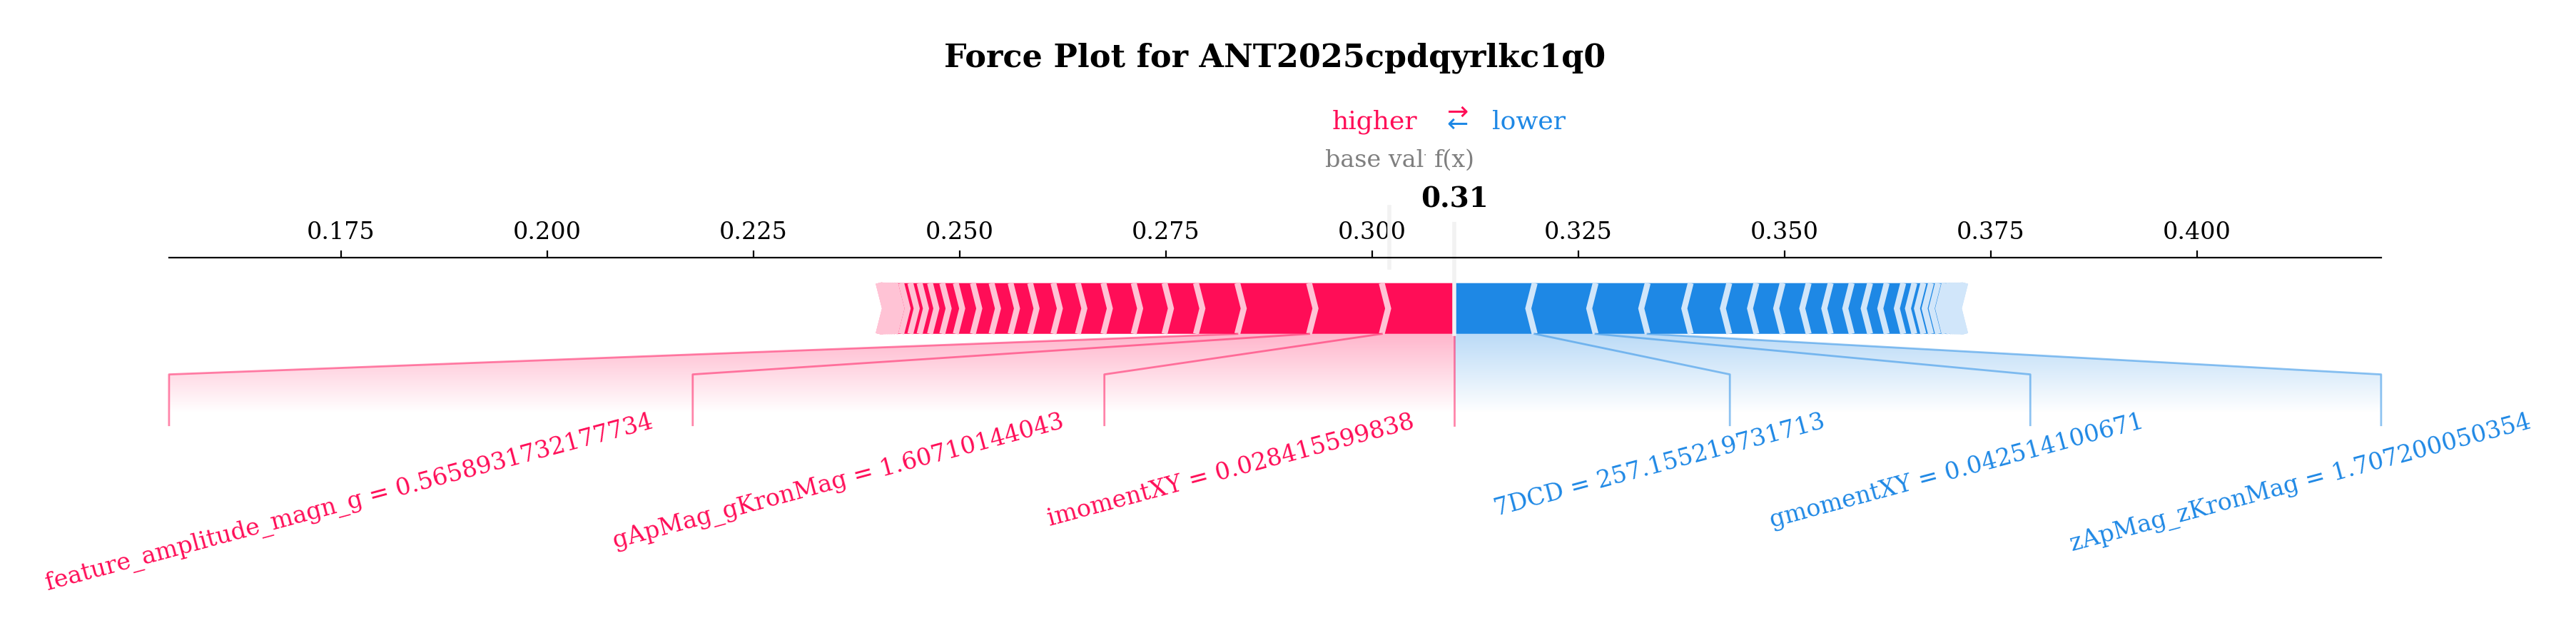 Force Plot for ANT2025cpdqyrlkc1q0
higher ⇄ lower
base val f(x)
0.31
0.175 0.200 0.225 0.250 0.275 0.300 0.325 0.350 0.375 0.400
feature_amplitude_magn_g = 0.5658931732177734
gApMag_gKronMag = 1.60710144043
imomentXY = 0.028415599838
7DCD = 257.155219731713
gmomentXY = 0.042514100671
zApMag_zKronMag = 1.707200050354